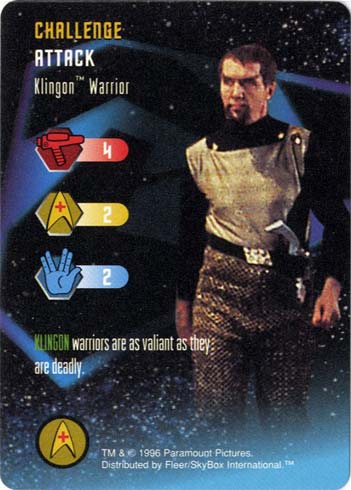 CHALLENGE
ATTACK
Klingon™ Warrior
4
2
2
KLINGON warriors are as valiant as they
are deadly.
TM & © 1996 Paramount Pictures.
Distributed by Fleer/SkyBox International.™